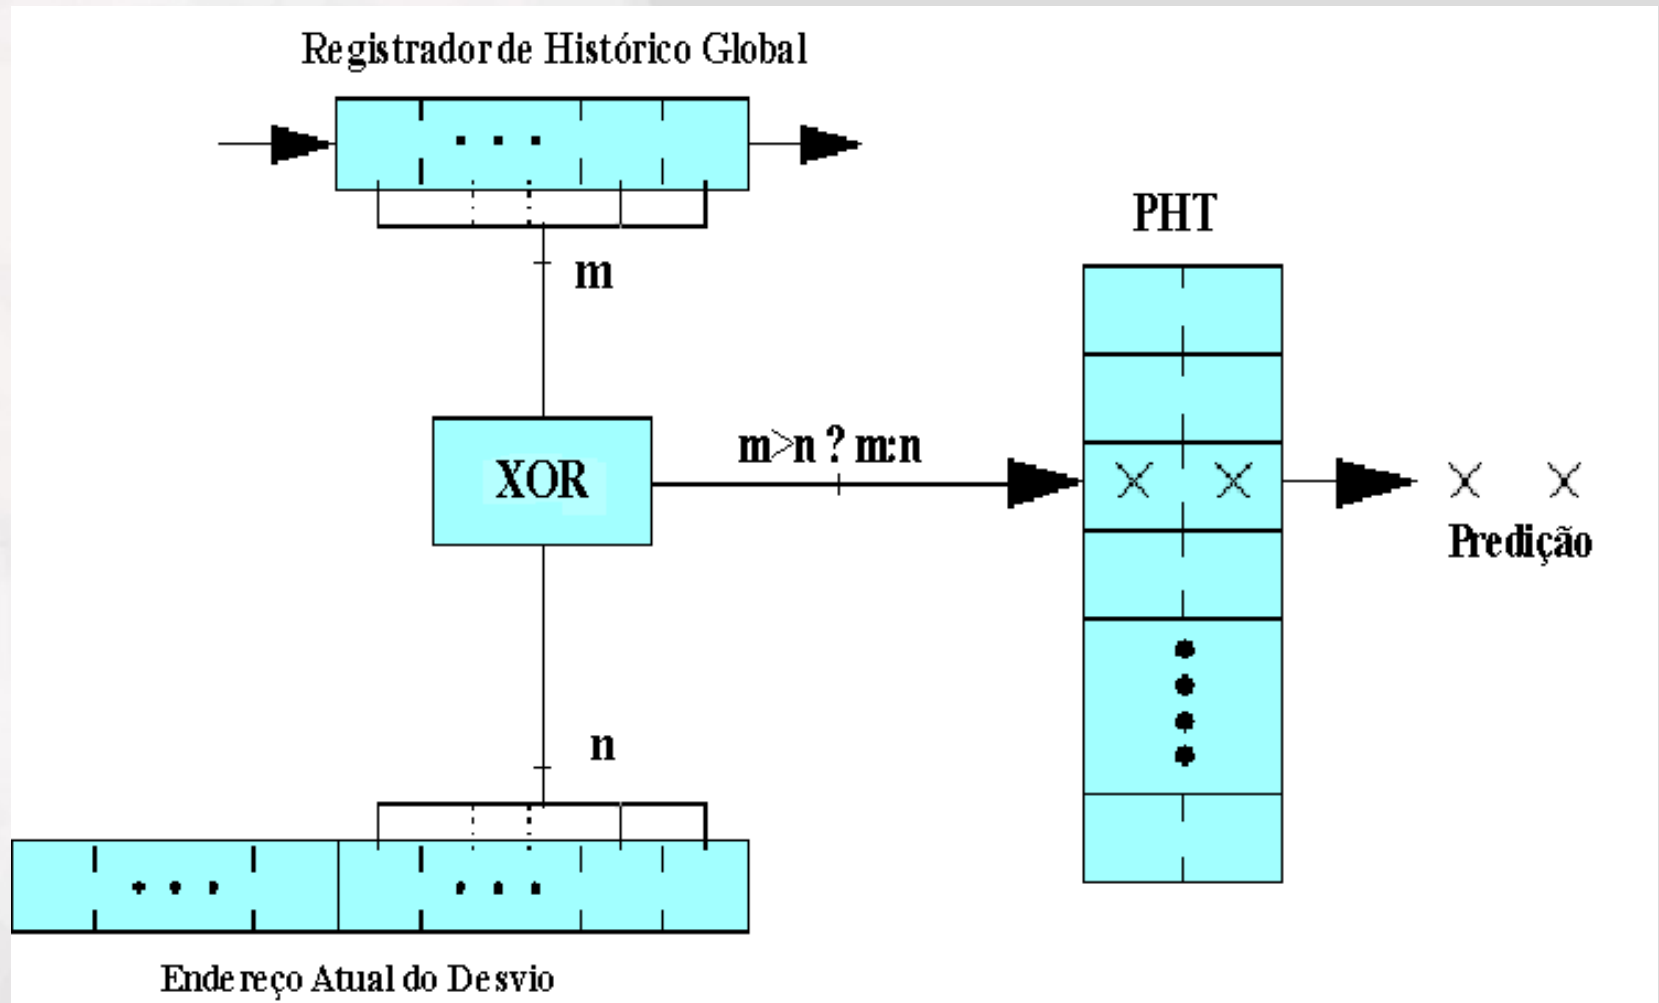 Registrador de Histórico Global
PHT
m
m>n ? m:n
XOR
Predição
n
Endereço Atual do Desvio